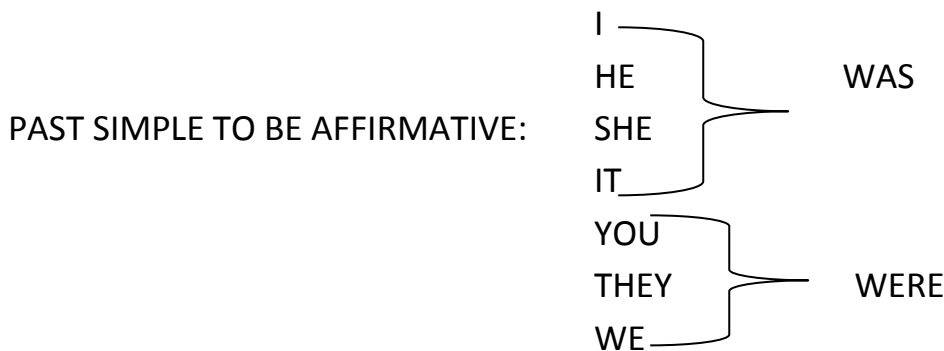 I
HE WAS
PAST SIMPLE TO BE AFFIRMATIVE: SHE
IT
YOU
THEY WERE
WE